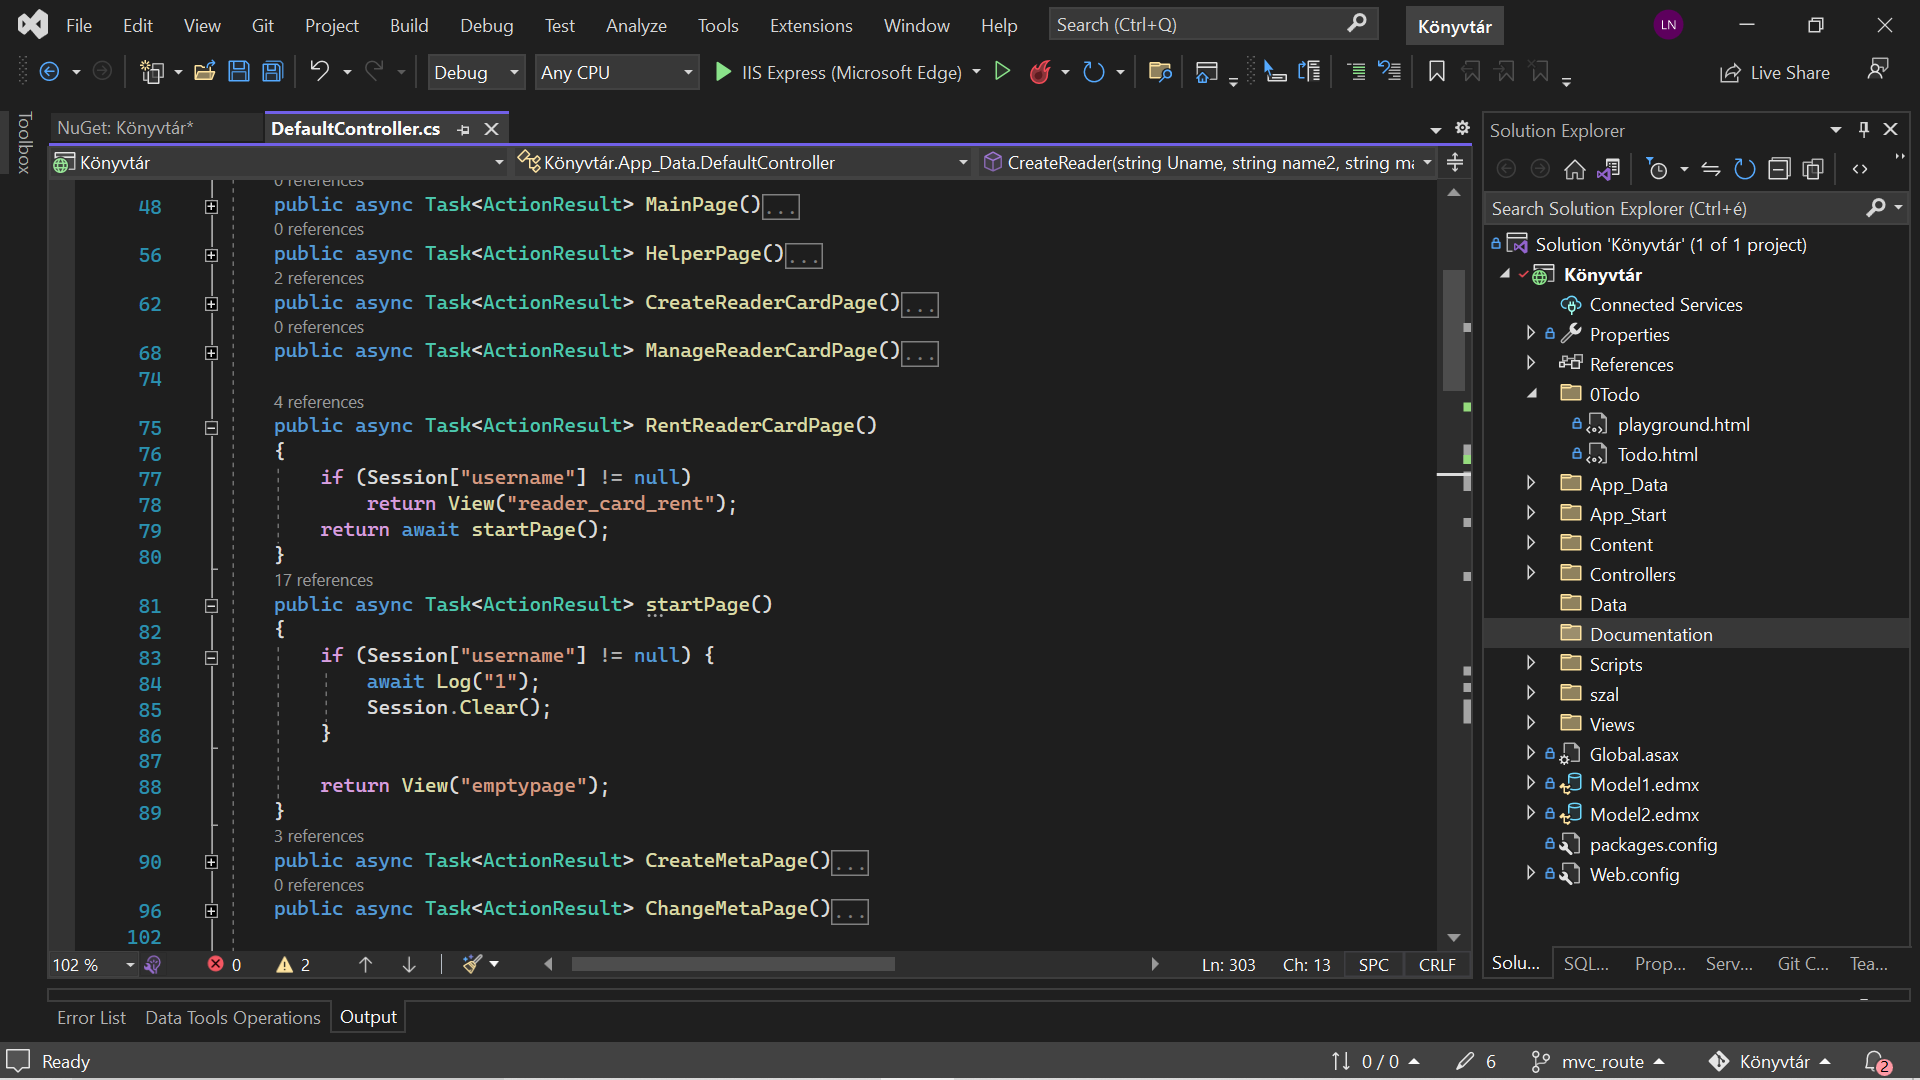 File Edit View Git Project Build Debug Test Analyze Tools Extensions Window Help Search (Ctrl+Q) Könyvtár LN
Debug Any CPU IIS Express (Microsoft Edge) Live Share
Toolbox
NuGet: Könyvtár* DefaultController.cs
Könyvtár Könyvtár.App_Data.DefaultController CreateReader(string Uname, string name2, string ma
0 references
48 public async Task<ActionResult> MainPage()...
0 references
56 public async Task<ActionResult> HelperPage()...
2 references
62 public async Task<ActionResult> CreateReaderCardPage()...
0 references
68 public async Task<ActionResult> ManageReaderCardPage()...
74
4 references
75 public async Task<ActionResult> RentReaderCardPage()
76 {
77 if (Session["username"] != null)
78 return View("reader_card_rent");
79 return await startPage();
80 }
17 references
81 public async Task<ActionResult> startPage()
82 {
83 if (Session["username"] != null) {
84 await Log("1");
85 Session.Clear();
86 }
87
88 return View("emptypage");
89 }
3 references
90 public async Task<ActionResult> CreateMetaPage()...
0 references
96 public async Task<ActionResult> ChangeMetaPage()...
102
102 % 0 2 Ln: 303 Ch: 13 SPC CRLF
Solution Explorer
Search Solution Explorer (Ctrl+é)
Solution 'Könyvtár' (1 of 1 project)
Könyvtár
Connected Services
Properties
References
0Todo
playground.html
Todo.html
App_Data
App_Start
Content
Controllers
Data
Documentation
Scripts
szal
Views
Global.asax
Model1.edmx
Model2.edmx
packages.config
Web.config
Solu... SQL... Prop... Serv... Git C... Tea...
Error List Data Tools Operations Output
Ready 0 / 0 6 mvc_route Könyvtár 2